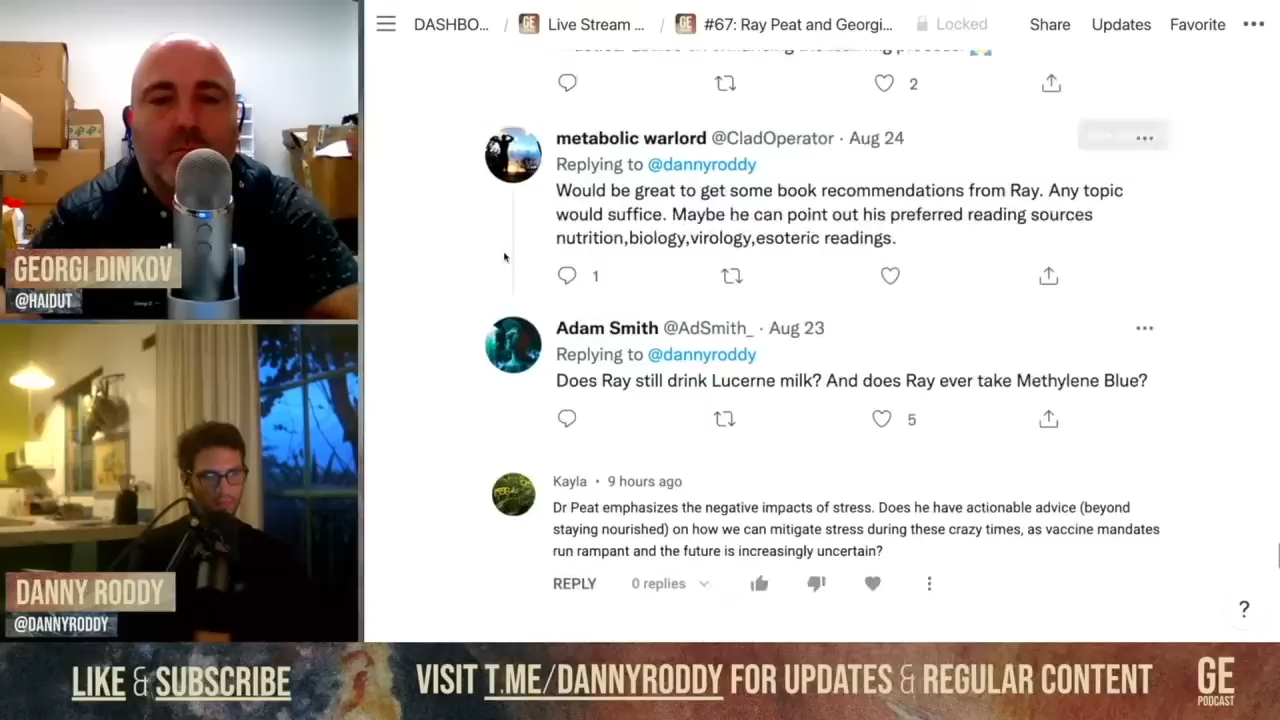 DASHBO... / Live Stream ... / #67: Ray Peat and Georgi... Locked Share Updates Favorite
2
metabolic warlord @CladOperator · Aug 24
Replying to @dannyroddy
Would be great to get some book recommendations from Ray. Any topic
would suffice. Maybe he can point out his preferred reading sources
nutrition,biology,virology,esoteric readings.
1
Adam Smith @AdSmith_ · Aug 23
Replying to @dannyroddy
Does Ray still drink Lucerne milk? And does Ray ever take Methylene Blue?
5
Kayla • 9 hours ago
Dr Peat emphasizes the negative impacts of stress. Does he have actionable advice (beyond
staying nourished) on how we can mitigate stress during these crazy times, as vaccine mandates
run rampant and the future is increasingly uncertain?
REPLY 0 replies
?
GEORGI DINKOV
@HAIDUT
DANNY RODDY
@DANNYRODDY
LIKE & SUBSCRIBE
VISIT T.ME/DANNYRODDY FOR UPDATES & REGULAR CONTENT
GE
PODCAST